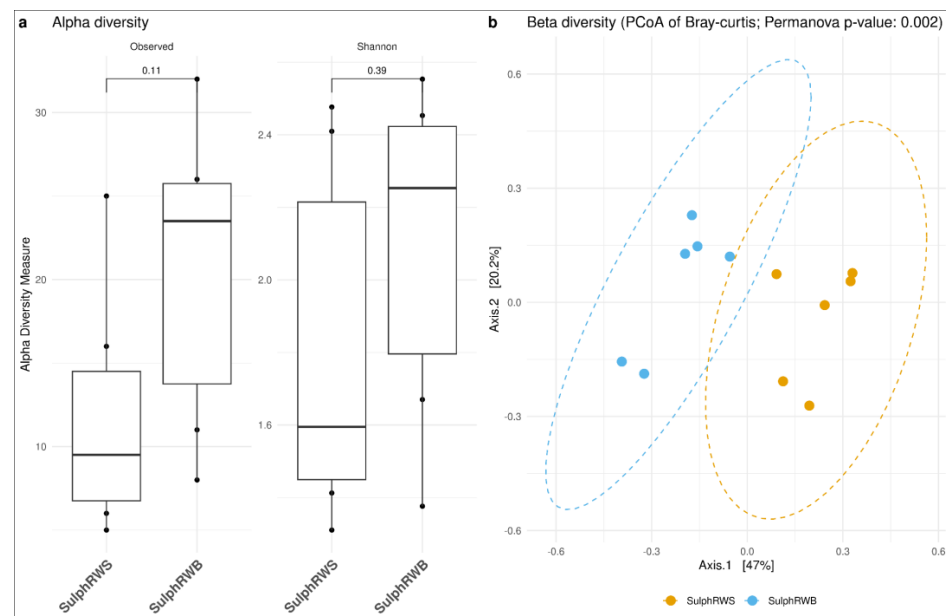 a Alpha diversity
Observed
Shannon
0.11
0.39
Alpha Diversity Measure
30
20
10
2.4
2.0
1.6
SulphRWS
SulphRWB
SulphRWS
SulphRWB
b Beta diversity (PCoA of Bray-curtis; Permanova p-value: 0.002)
Axis.2 [20.2%]
0.6
0.3
0.0
-0.3
-0.6
-0.6 -0.3 0.0 0.3 0.6
Axis.1 [47%]
SulphRWS SulphRWB